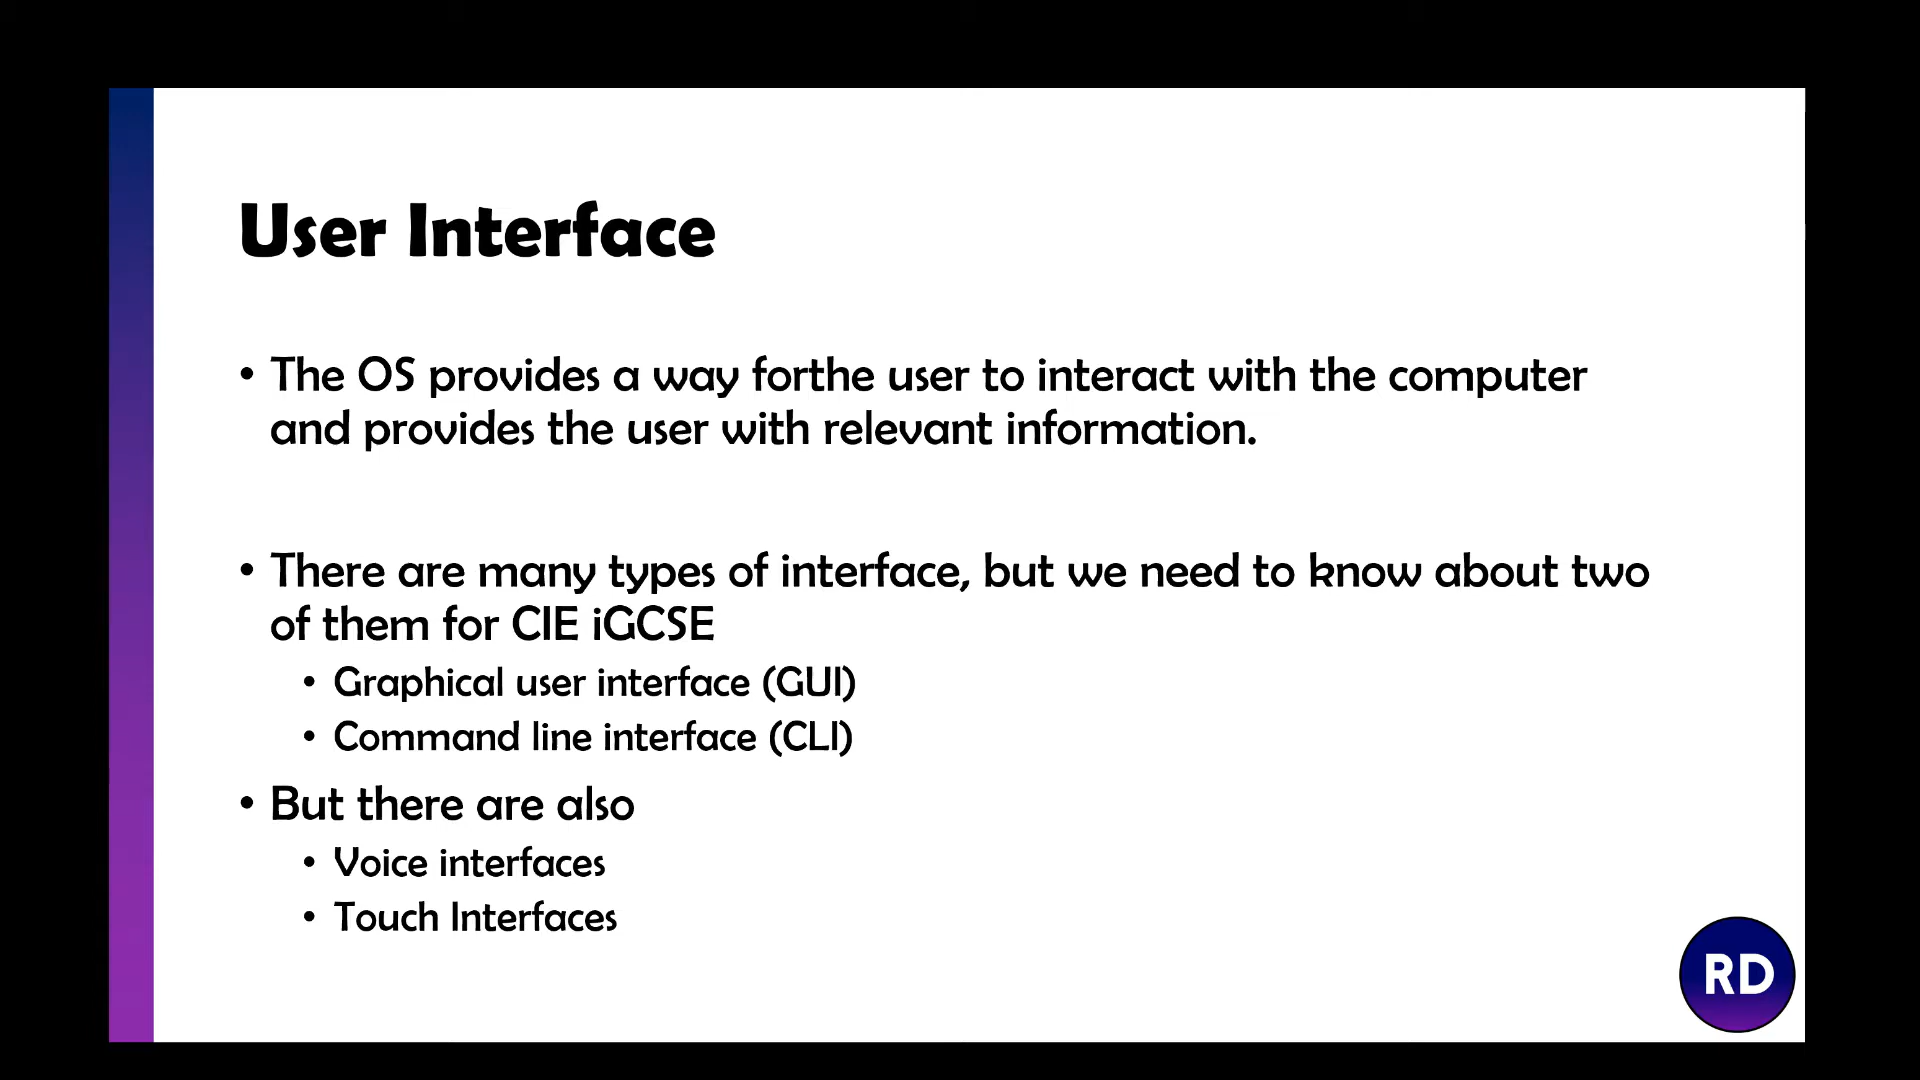 User Interface
• The OS provides a way forthe user to interact with the computer
and provides the user with relevant information.
• There are many types of interface, but we need to know about two
of them for CIE iGCSE
• Graphical user interface (GUI)
• Command line interface (CLI)
• But there are also
• Voice interfaces
• Touch Interfaces
RD